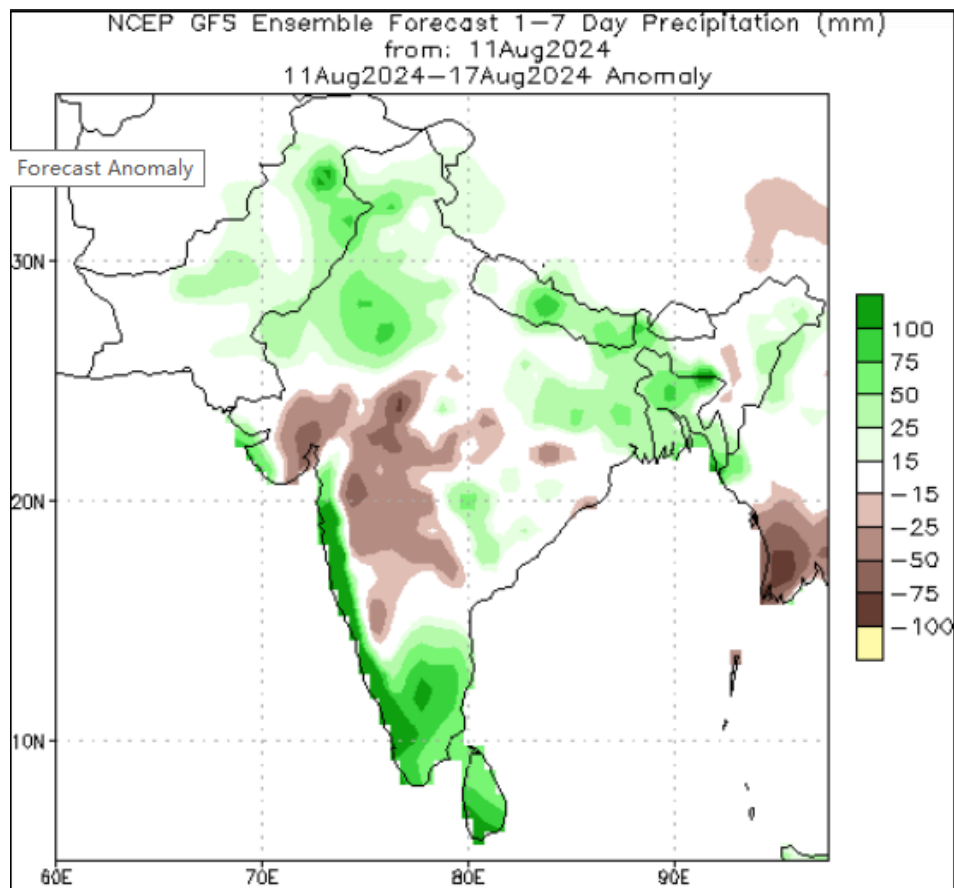 NCEP GFS Ensemble Forecast 1−7 Day Precipitation (mm)
from: 11Aug2024
11Aug2024−17Aug2024 Anomaly
Forecast Anomaly
30N
20N
10N
60E
70E
80E
90E
100
75
50
25
15
−15
−25
−50
−75
−100